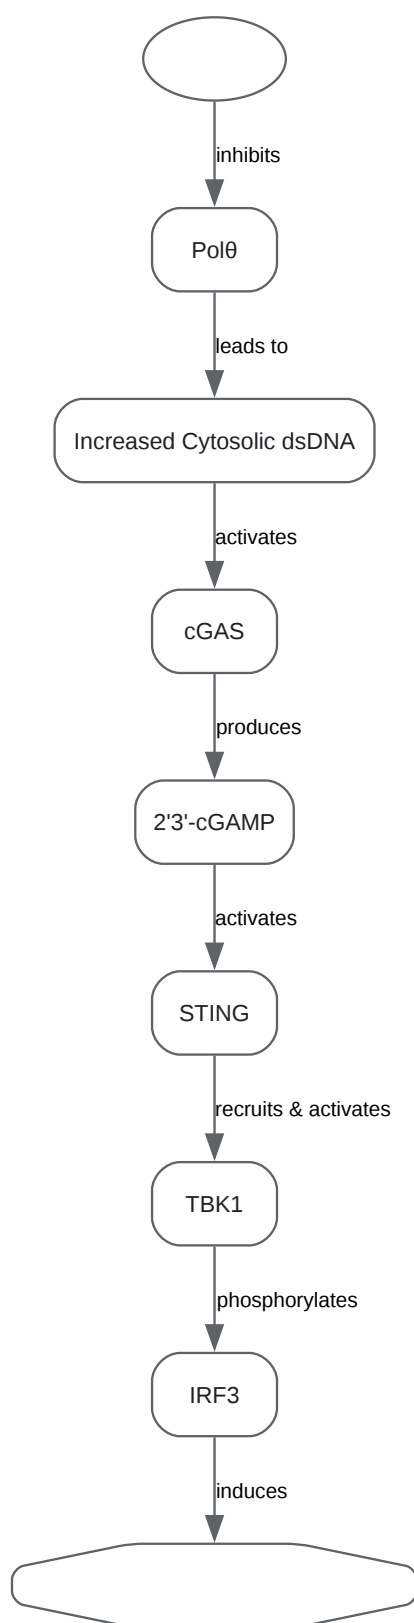 inhibits
Polθ
leads to
Increased Cytosolic dsDNA
activates
cGAS
produces
2'3'-cGAMP
activates
STING
recruits & activates
TBK1
phosphorylates
IRF3
induces